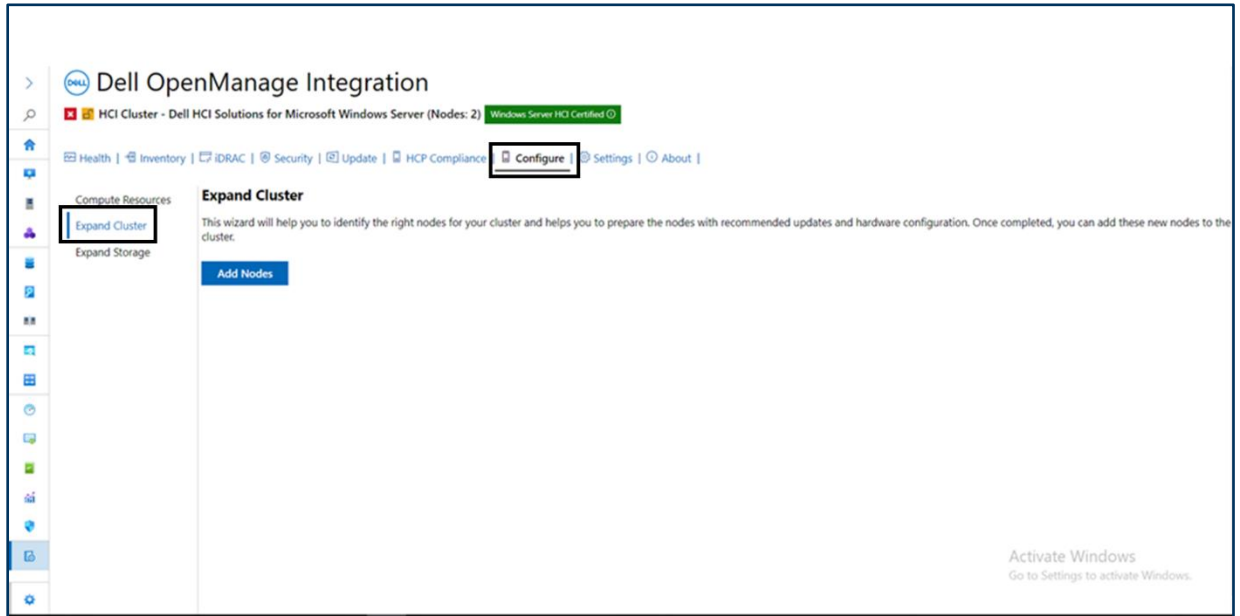 DELL Dell OpenManage Integration
HCI Cluster - Dell HCI Solutions for Microsoft Windows Server (Nodes: 2) Windows Server HCI Certified
Health | Inventory | iDRAC | Security | Update | HCP Compliance | Configure | Settings | About |
Compute Resources
Expand Cluster
Expand Storage
Expand Cluster
This wizard will help you to identify the right nodes for your cluster and helps you to prepare the nodes with recommended updates and hardware configuration. Once completed, you can add these new nodes to the
cluster.
Add Nodes
Activate Windows
Go to Settings to activate Windows.